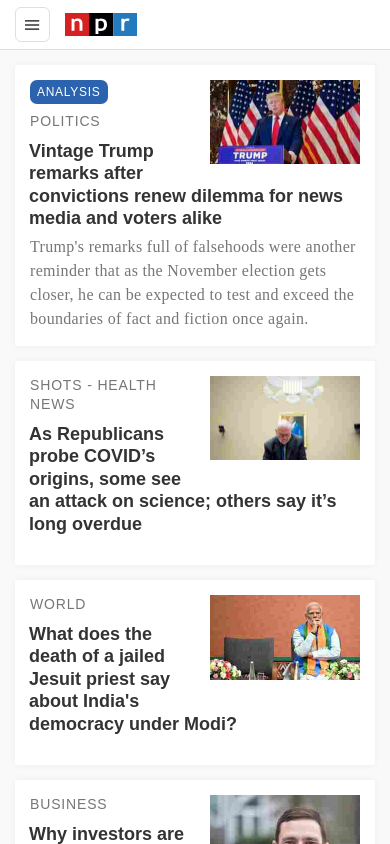 npr
ANALYSIS
POLITICS
Vintage Trump
remarks after
convictions renew dilemma for news
media and voters alike
TRUMP
Trump's remarks full of falsehoods were another
reminder that as the November election gets
closer, he can be expected to test and exceed the
boundaries of fact and fiction once again.
SHOTS - HEALTH
NEWS
As Republicans
probe COVID’s
origins, some see
an attack on science; others say it’s
long overdue
WORLD
What does the
death of a jailed
Jesuit priest say
about India's
democracy under Modi?
BUSINESS
Why investors are